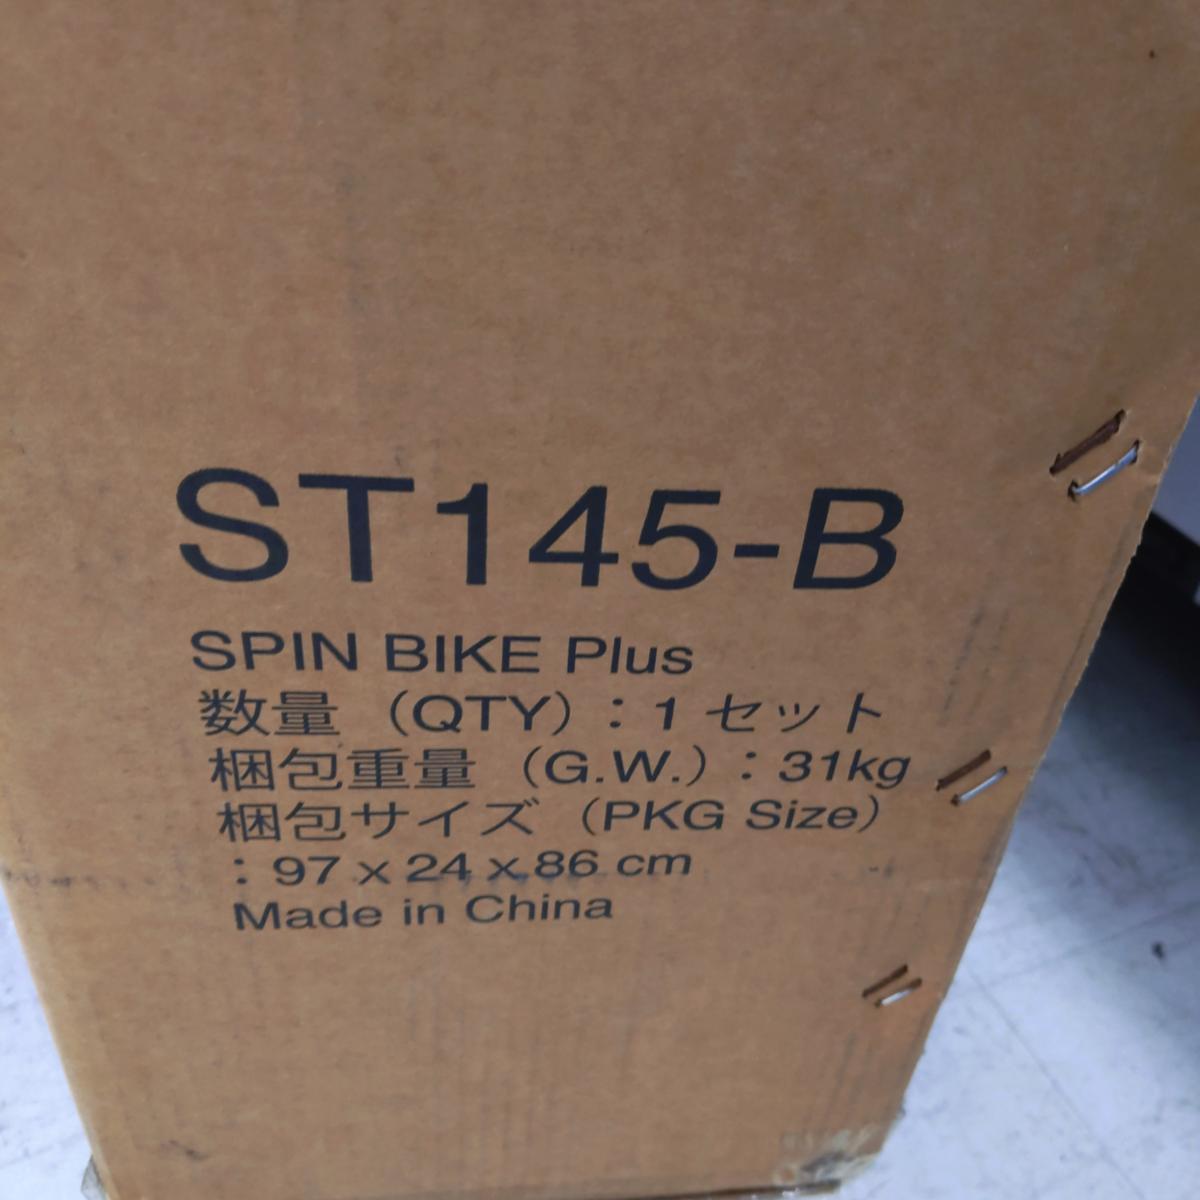 ST145-B
SPIN BIKE Plus
数量（QTY）：1 セット
梱包重量（G.W.）：31kg
梱包サイズ（PKG Size）
：97 x 24 x 86 cm
Made in China